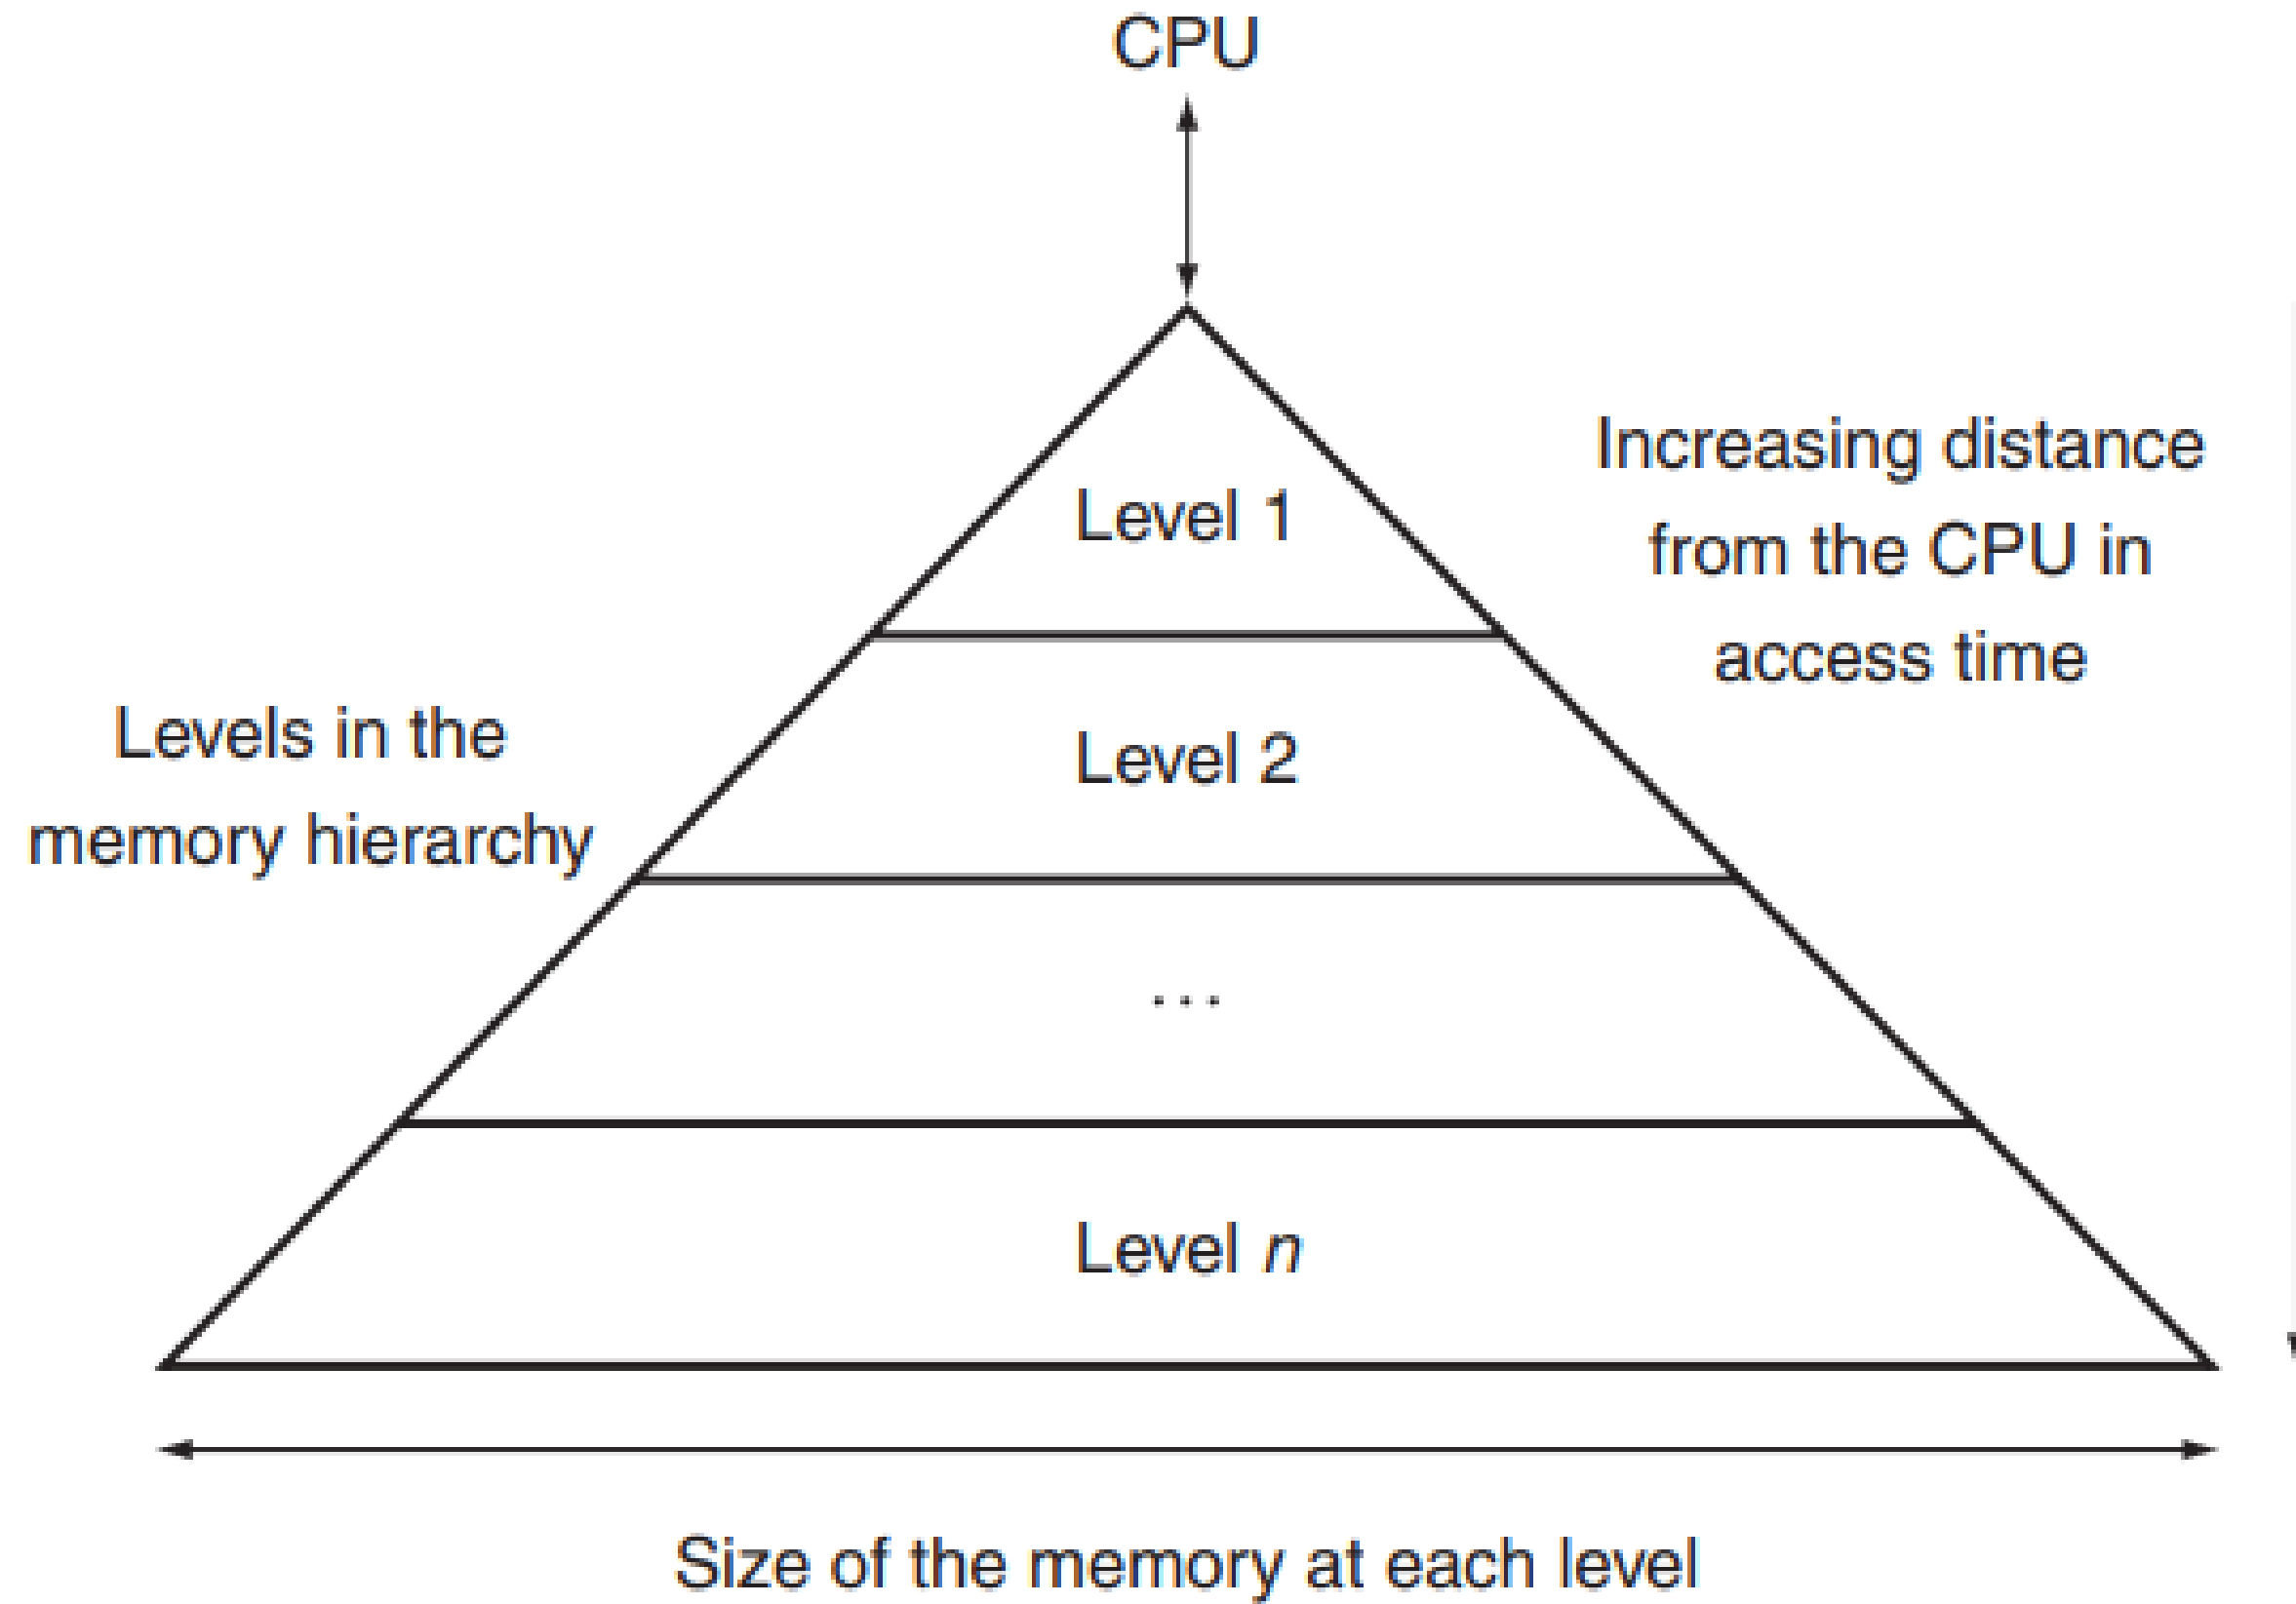 CPU
Level 1
Increasing distance
from the CPU in
access time
Levels in the
memory hierarchy
Level 2
...
Level n
Size of the memory at each level